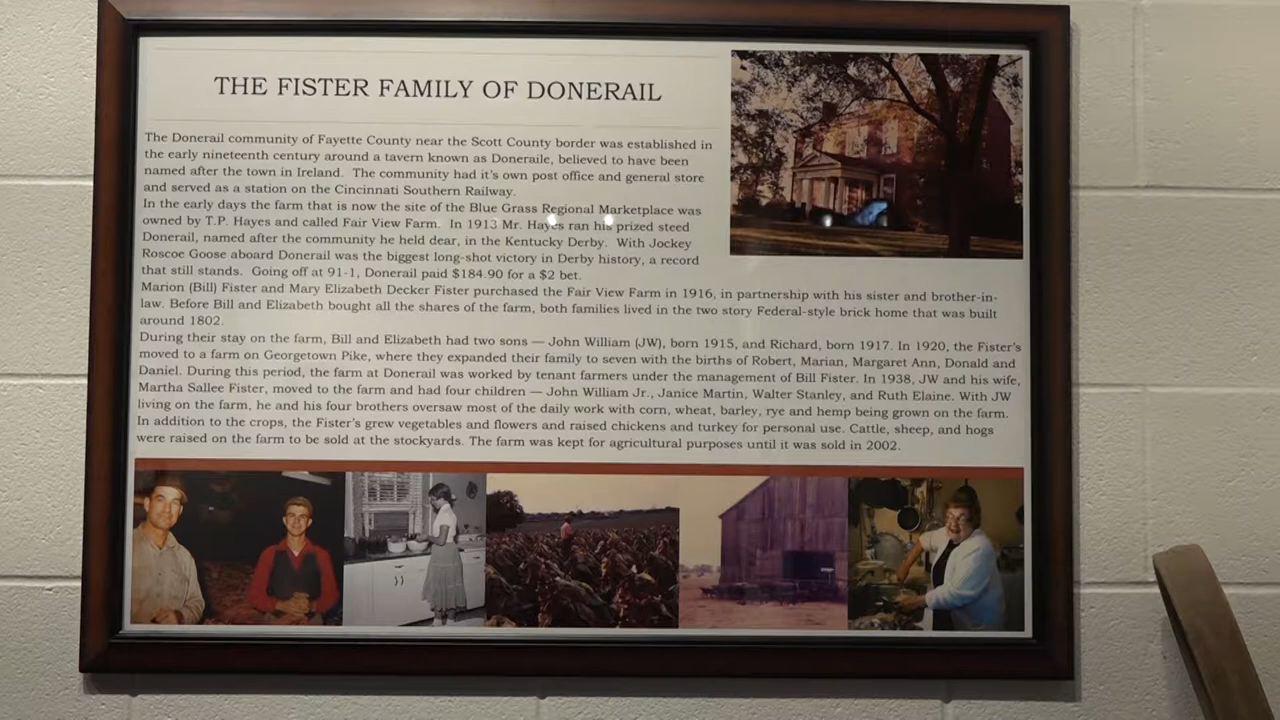 THE FISTER FAMILY OF DONERAIL
The Donerail community of Fayette County near the Scott County border was established in
the early nineteenth century around a tavern known as Doneraile, believed to have been
named after the town in Ireland. The community had it's own post office and general store
and served as a station on the Cincinnati Southern Railway.
In the early days the farm that is now the site of the Blue Grass Regional Marketplace was
owned by T.P. Hayes and called Fair View Farm. In 1913 Mr. Hayes ran his prized steed
Donerail, named after the community he held dear, in the Kentucky Derby. With Jockey
Roscoe Goose aboard Donerail was the biggest long-shot victory in Derby history, a record
that still stands. Going off at 91-1, Donerail paid $184.90 for a $2 bet.
Marion (Bill) Fister and Mary Elizabeth Decker Fister purchased the Fair View Farm in 1916, in partnership with his sister and brother-in-
law. Before Bill and Elizabeth bought all the shares of the farm, both families lived in the two story Federal-style brick home that was built
around 1802.
During their stay on the farm, Bill and Elizabeth had two sons — John William (JW), born 1915, and Richard, born 1917. In 1920, the Fister's
moved to a farm on Georgetown Pike, where they expanded their family to seven with the births of Robert, Marian, Margaret Ann, Donald and
Daniel. During this period, the farm at Donerail was worked by tenant farmers under the management of Bill Fister. In 1938, JW and his wife,
Martha Sallee Fister, moved to the farm and had four children — John William Jr., Janice Martin, Walter Stanley, and Ruth Elaine. With JW
living on the farm, he and his four brothers oversaw most of the daily work with corn, wheat, barley, rye and hemp being grown on the farm.
In addition to the crops, the Fister's grew vegetables and flowers and raised chickens and turkey for personal use. Cattle, sheep, and hogs
were raised on the farm to be sold at the stockyards. The farm was kept for agricultural purposes until it was sold in 2002.